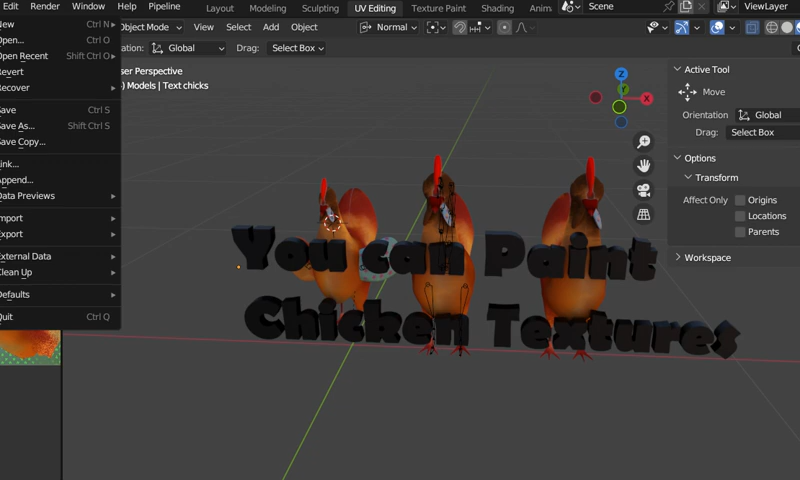 Edit Render Window Help Pipeline Layout Modeling Sculpting UV Editing Texture Paint Shading Anim Scene ViewLayer
New Ctrl N
Object Mode View Select Add Object Normal
Open... Ctrl O
Open Recent Shift Ctrl O
Global Drag: Select Box
Revert
Recover
Save Ctrl S
Save As... Shift Ctrl S
Save Copy...
Link...
Append...
Data Previews
Import
Export
External Data
Clean Up
Defaults
Quit Ctrl Q
ser Perspective
) Models | Text chicks
Z
Y
X
You can Paint
Chicken Textures
Active Tool
Move
Orientation Global
Drag: Select Box
Options
Transform
Affect Only Origins
Locations
Parents
Workspace